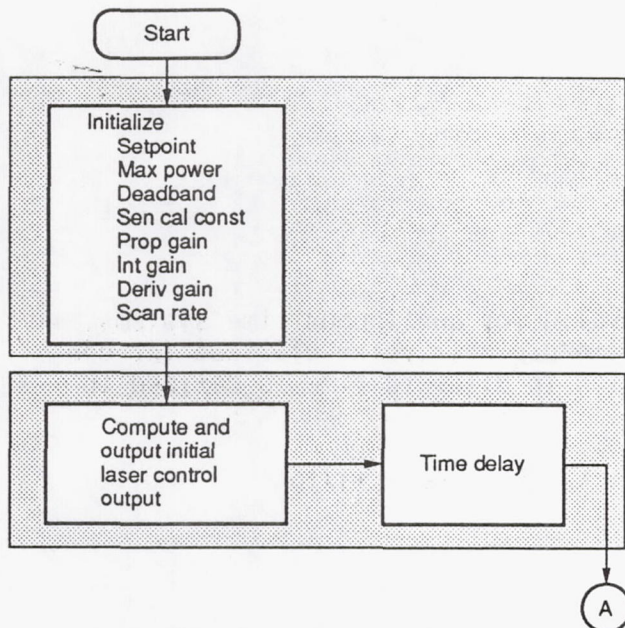 Start
Initialize
Setpoint
Max power
Deadband
Sen cal const
Prop gain
Int gain
Deriv gain
Scan rate
Compute and
output initial
laser control
output
Time delay
A